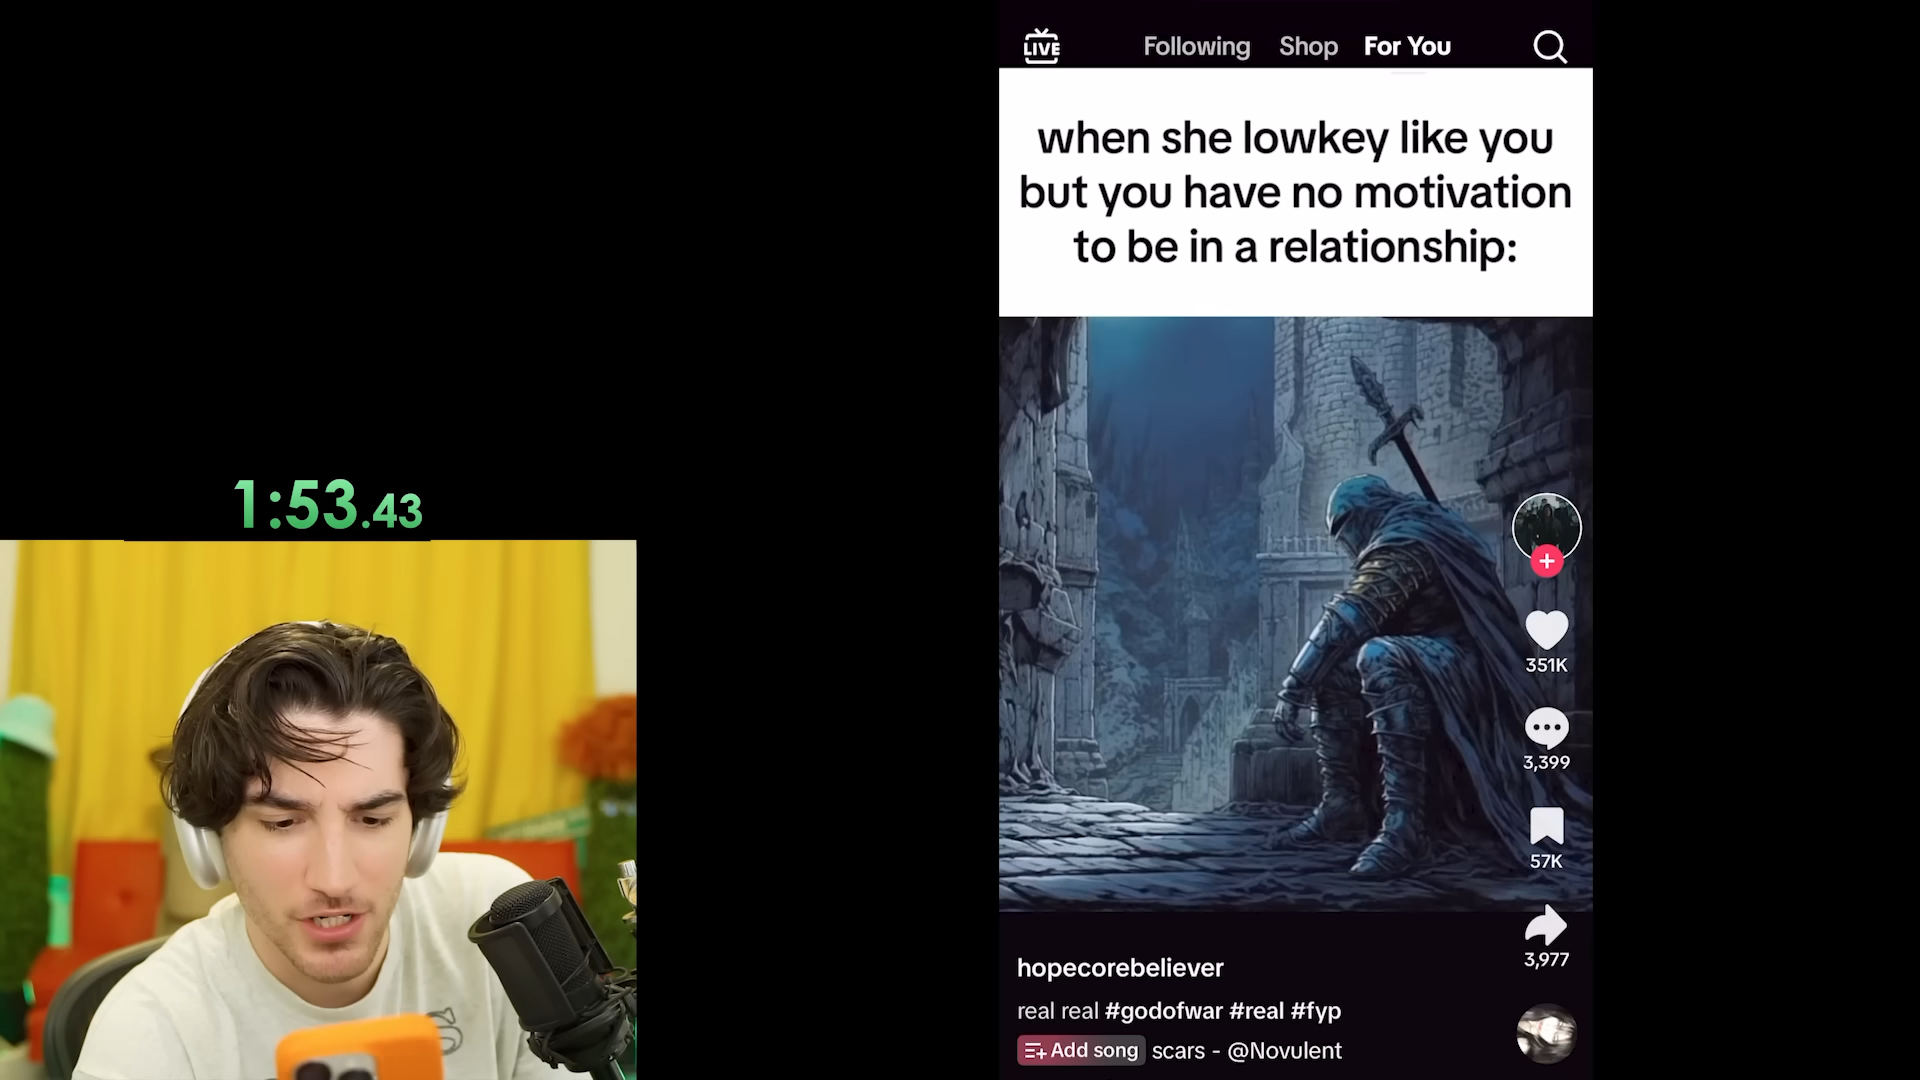 LIVE
Following
Shop
For You
when she lowkey like you
but you have no motivation
to be in a relationship:
1:53.43
351K
3,399
57K
3,977
hopecorebeliever
real real #godofwar #real #fyp
Add song
scars - @Novulent